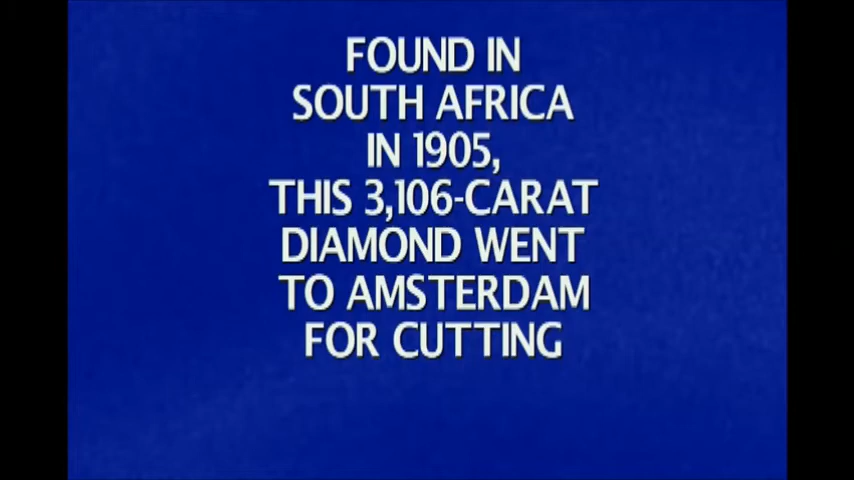 FOUND IN
SOUTH AFRICA
IN 1905,
THIS 3,106-CARAT
DIAMOND WENT
TO AMSTERDAM
FOR CUTTING